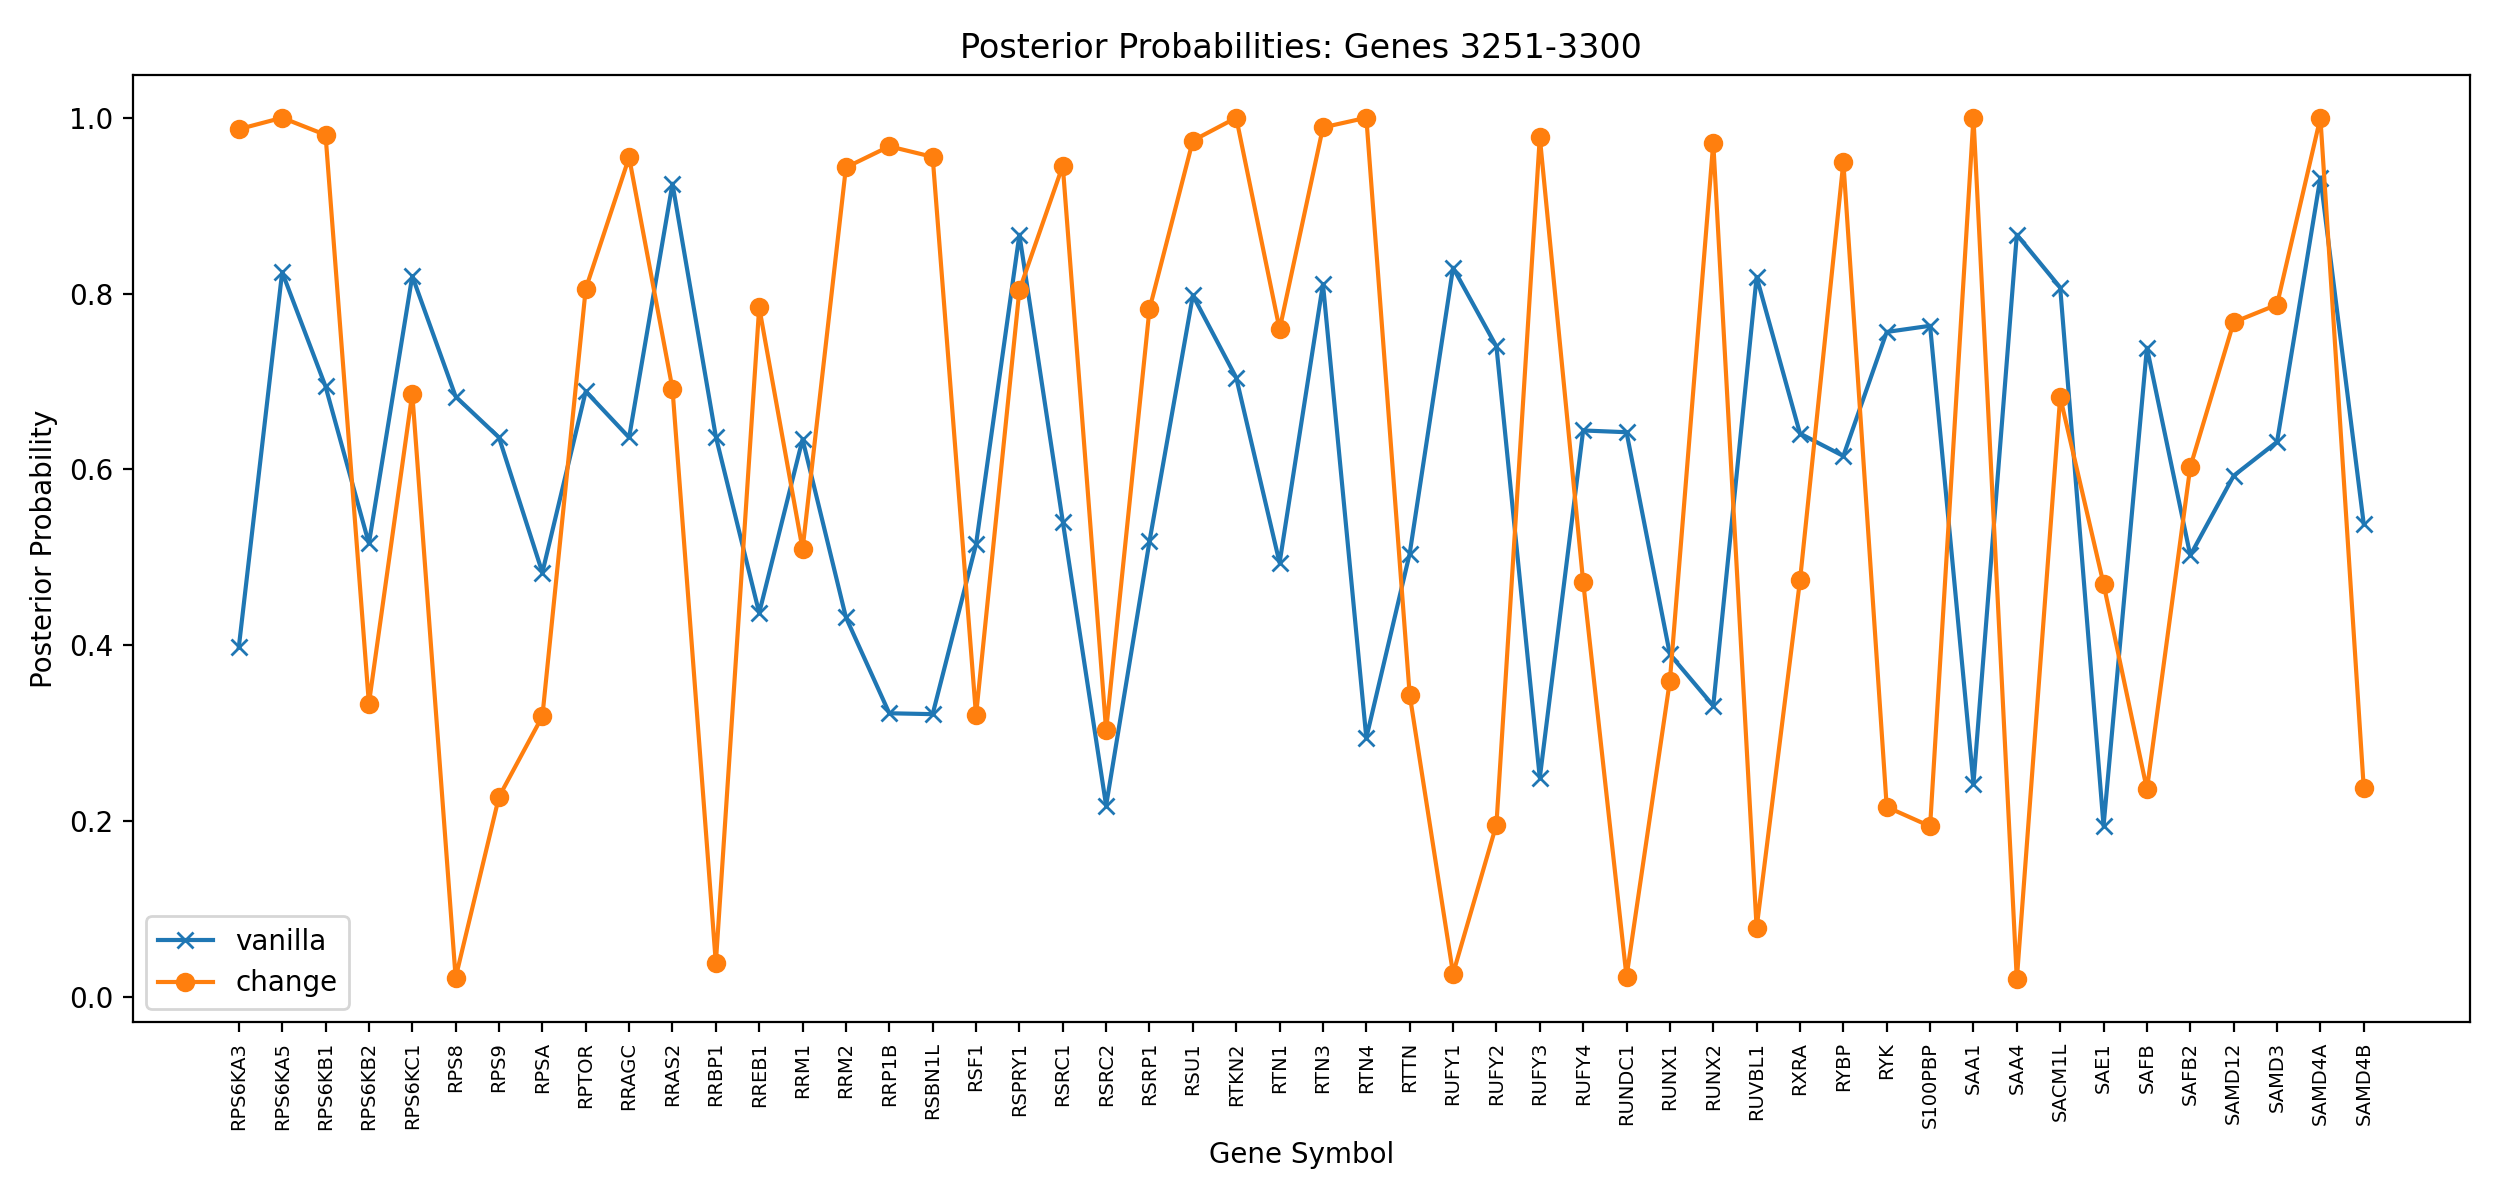 Posterior Probabilities: Genes 3251-3300
Posterior Probability
1.0
0.8
0.6
0.4
0.2
0.0
vanilla
change
RPS6KA3
RPS6KA5
RPS6KB1
RPS6KB2
RPS6KC1
RPS8
RPS9
RPSA
RPTOR
RRAGC
RRAS2
RRBP1
RREB1
RRM1
RRM2
RRP1B
RSBN1L
RSF1
RSPRY1
RSRC1
RSRC2
RSRP1
RSU1
RTKN2
RTN1
RTN3
RTN4
RTTN
RUFY1
RUFY2
RUFY3
RUFY4
RUNDC1
RUNX1
RUNX2
RUVBL1
RXRA
RYBP
RYK
S100PBP
SAA1
SAA4
SACM1L
SAE1
SAFB
SAFB2
SAMD12
SAMD3
SAMD4A
SAMD4B
Gene Symbol